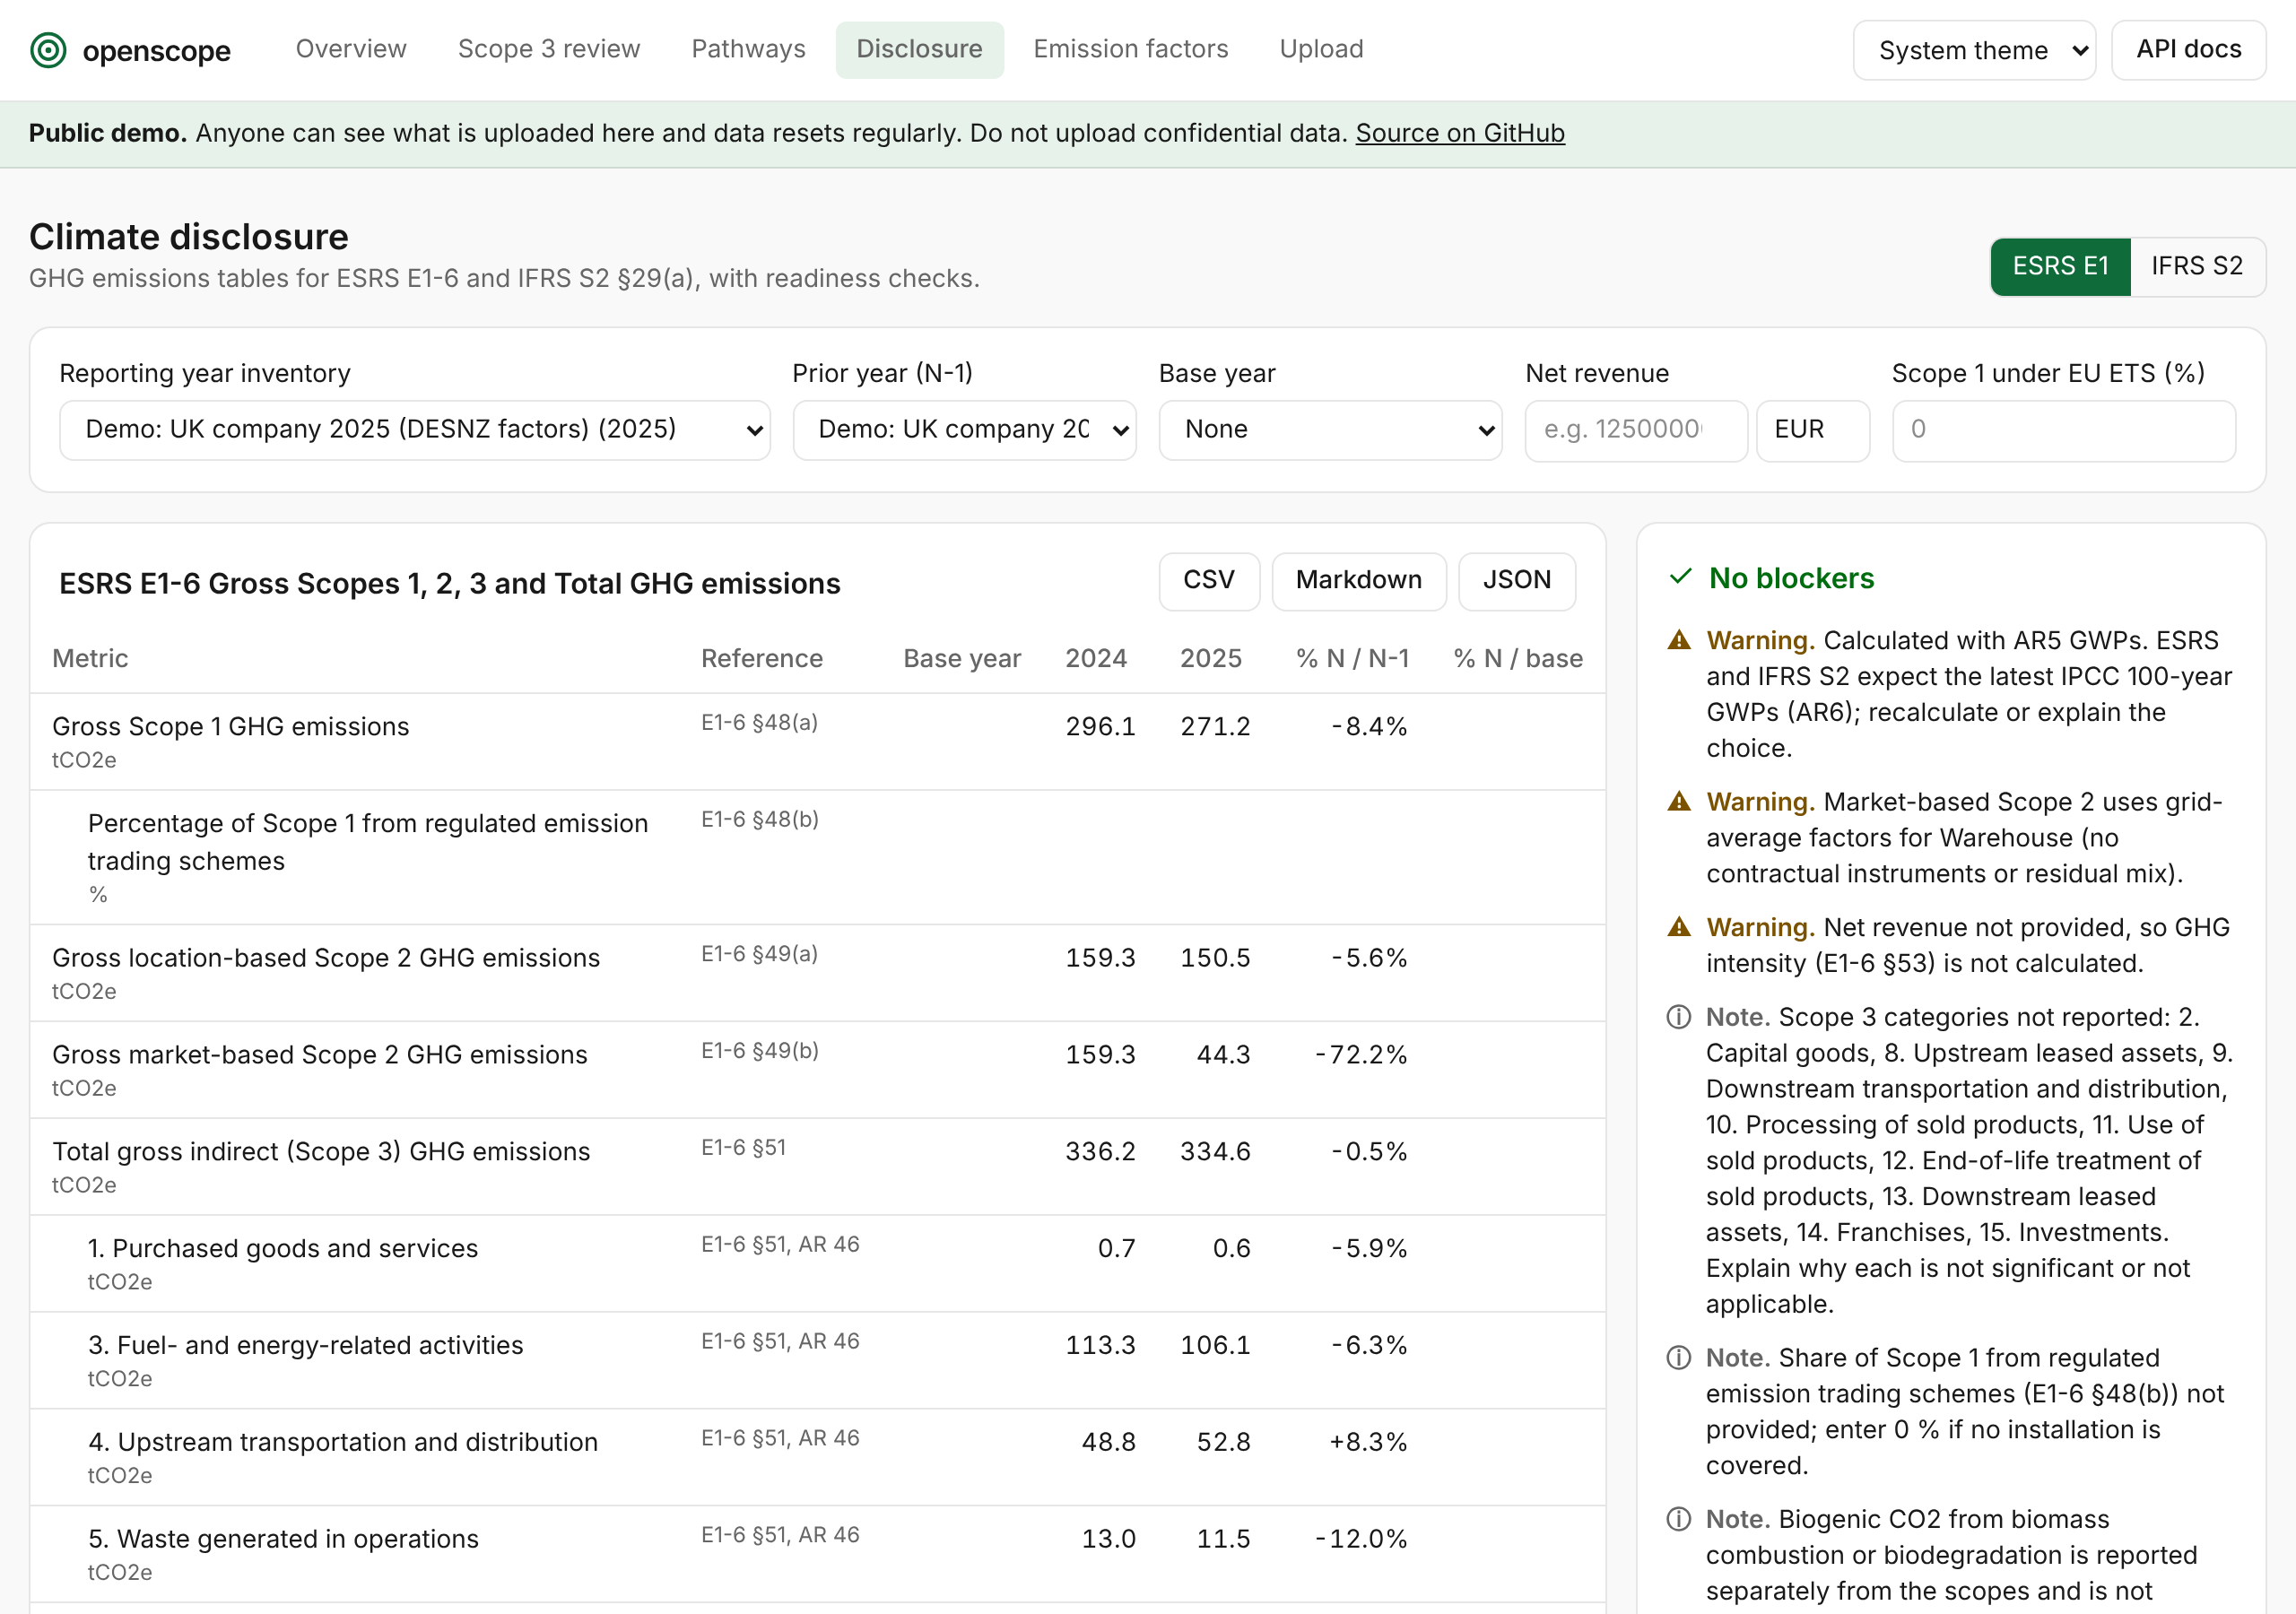 openscope
Overview
Scope 3 review
Pathways
Disclosure
Emission factors
Upload
System theme
API docs
Public demo. Anyone can see what is uploaded here and data resets regularly. Do not upload confidential data. Source on GitHub
Climate disclosure
GHG emissions tables for ESRS E1-6 and IFRS S2 §29(a), with readiness checks.
ESRS E1
IFRS S2
Reporting year inventory
Demo: UK company 2025 (DESNZ factors) (2025)
Prior year (N-1)
Demo: UK company 20
Base year
None
Net revenue
e.g. 1250000
EUR
Scope 1 under EU ETS (%)
0
ESRS E1-6 Gross Scopes 1, 2, 3 and Total GHG emissions
CSV
Markdown
JSON
Metric Reference Base year 2024 2025 % N / N-1 % N / base
Gross Scope 1 GHG emissions E1-6 §48(a) 296.1 271.2 -8.4%
tCO2e
Percentage of Scope 1 from regulated emission E1-6 §48(b)
trading schemes
%
Gross location-based Scope 2 GHG emissions E1-6 §49(a) 159.3 150.5 -5.6%
tCO2e
Gross market-based Scope 2 GHG emissions E1-6 §49(b) 159.3 44.3 -72.2%
tCO2e
Total gross indirect (Scope 3) GHG emissions E1-6 §51 336.2 334.6 -0.5%
tCO2e
1. Purchased goods and services E1-6 §51, AR 46 0.7 0.6 -5.9%
tCO2e
3. Fuel- and energy-related activities E1-6 §51, AR 46 113.3 106.1 -6.3%
tCO2e
4. Upstream transportation and distribution E1-6 §51, AR 46 48.8 52.8 +8.3%
tCO2e
5. Waste generated in operations E1-6 §51, AR 46 13.0 11.5 -12.0%
tCO2e
No blockers
Warning. Calculated with AR5 GWPs. ESRS
and IFRS S2 expect the latest IPCC 100-year
GWPs (AR6); recalculate or explain the
choice.
Warning. Market-based Scope 2 uses grid-
average factors for Warehouse (no
contractual instruments or residual mix).
Warning. Net revenue not provided, so GHG
intensity (E1-6 §53) is not calculated.
Note. Scope 3 categories not reported: 2.
Capital goods, 8. Upstream leased assets, 9.
Downstream transportation and distribution,
10. Processing of sold products, 11. Use of
sold products, 12. End-of-life treatment of
sold products, 13. Downstream leased
assets, 14. Franchises, 15. Investments.
Explain why each is not significant or not
applicable.
Note. Share of Scope 1 from regulated
emission trading schemes (E1-6 §48(b)) not
provided; enter 0 % if no installation is
covered.
Note. Biogenic CO2 from biomass
combustion or biodegradation is reported
separately from the scopes and is not